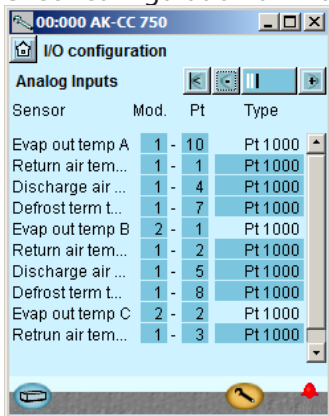 00:000 AK-CC 750
I/O configuration
Analog Inputs
Sensor Mod. Pt Type
Evap out temp A 1 - 10 Pt 1000
Return air tem... 1 - 1 Pt 1000
Discharge air ... 1 - 4 Pt 1000
Defrost term t... 1 - 7 Pt 1000
Evap out temp B 2 - 1 Pt 1000
Return air tem... 1 - 2 Pt 1000
Discharge air ... 1 - 5 Pt 1000
Defrost term t... 1 - 8 Pt 1000
Evap out temp C 2 - 2 Pt 1000
Retrun air tem... 1 - 3 Pt 1000